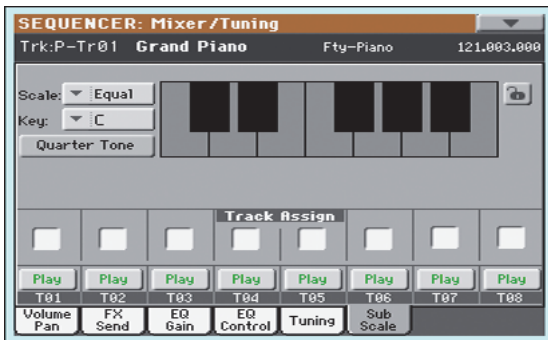 SEQUENCER: Mixer/Tuning
Trk:P-Tr01 Grand Piano Fty-Piano 121.003.000
Scale: Equal
Key: C
Quarter Tone
Track Assign
Play Play Play Play Play Play Play Play
T01 T02 T03 T04 T05 T06 T07 T08
Volume Pan FX Send EQ Gain EQ Control Tuning Sub Scale